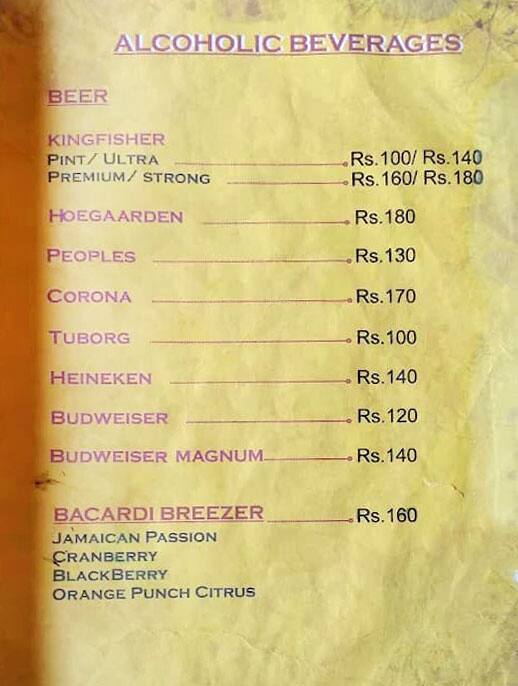 ALCOHOLIC BEVERAGES
BEER
KINGFISHER
PINT/ ULTRA Rs.100/ Rs.140
PREMIUM/ STRONG Rs.160/ Rs.180
HOEGAARDEN Rs.180
PEOPLES Rs.130
CORONA Rs.170
TUBORG Rs.100
HEINEKEN Rs.140
BUDWEISER Rs.120
BUDWEISER MAGNUM Rs.140
BACARDI BREEZER Rs.160
JAMAICAN PASSION
CRANBERRY
BLACKBERRY
ORANGE PUNCH CITRUS